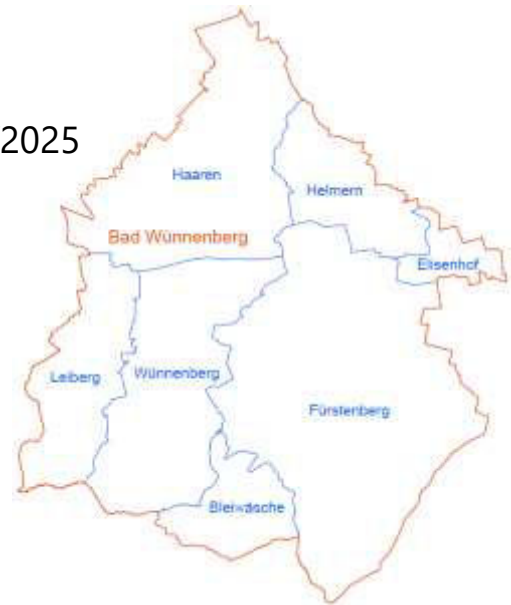 2025
Haaren
Helmern
Bad Wünnenberg
Elisenhof
Leiberg
Wünnenberg
Fürstenberg
Bleiwäsche